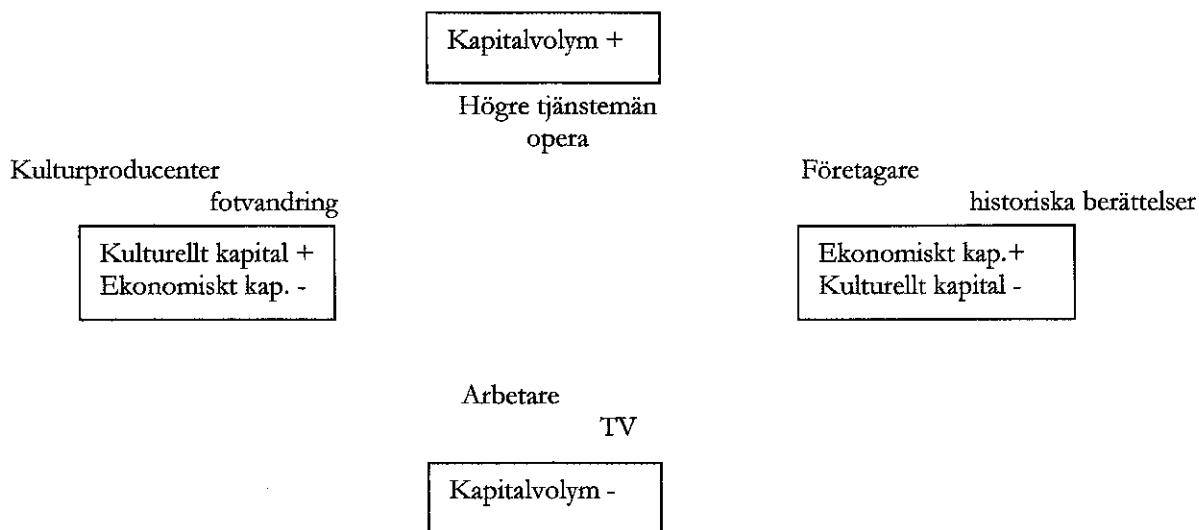 Kapitalvolym +
Högre tjänstemän
opera
Kulturproducenter
fotvandring
Företagare
historiska berättelser
Kulturellt kapital +
Ekonomiskt kap. -
Ekonomiskt kap.+
Kulturellt kapital -
Arbetare
TV
Kapitalvolym -